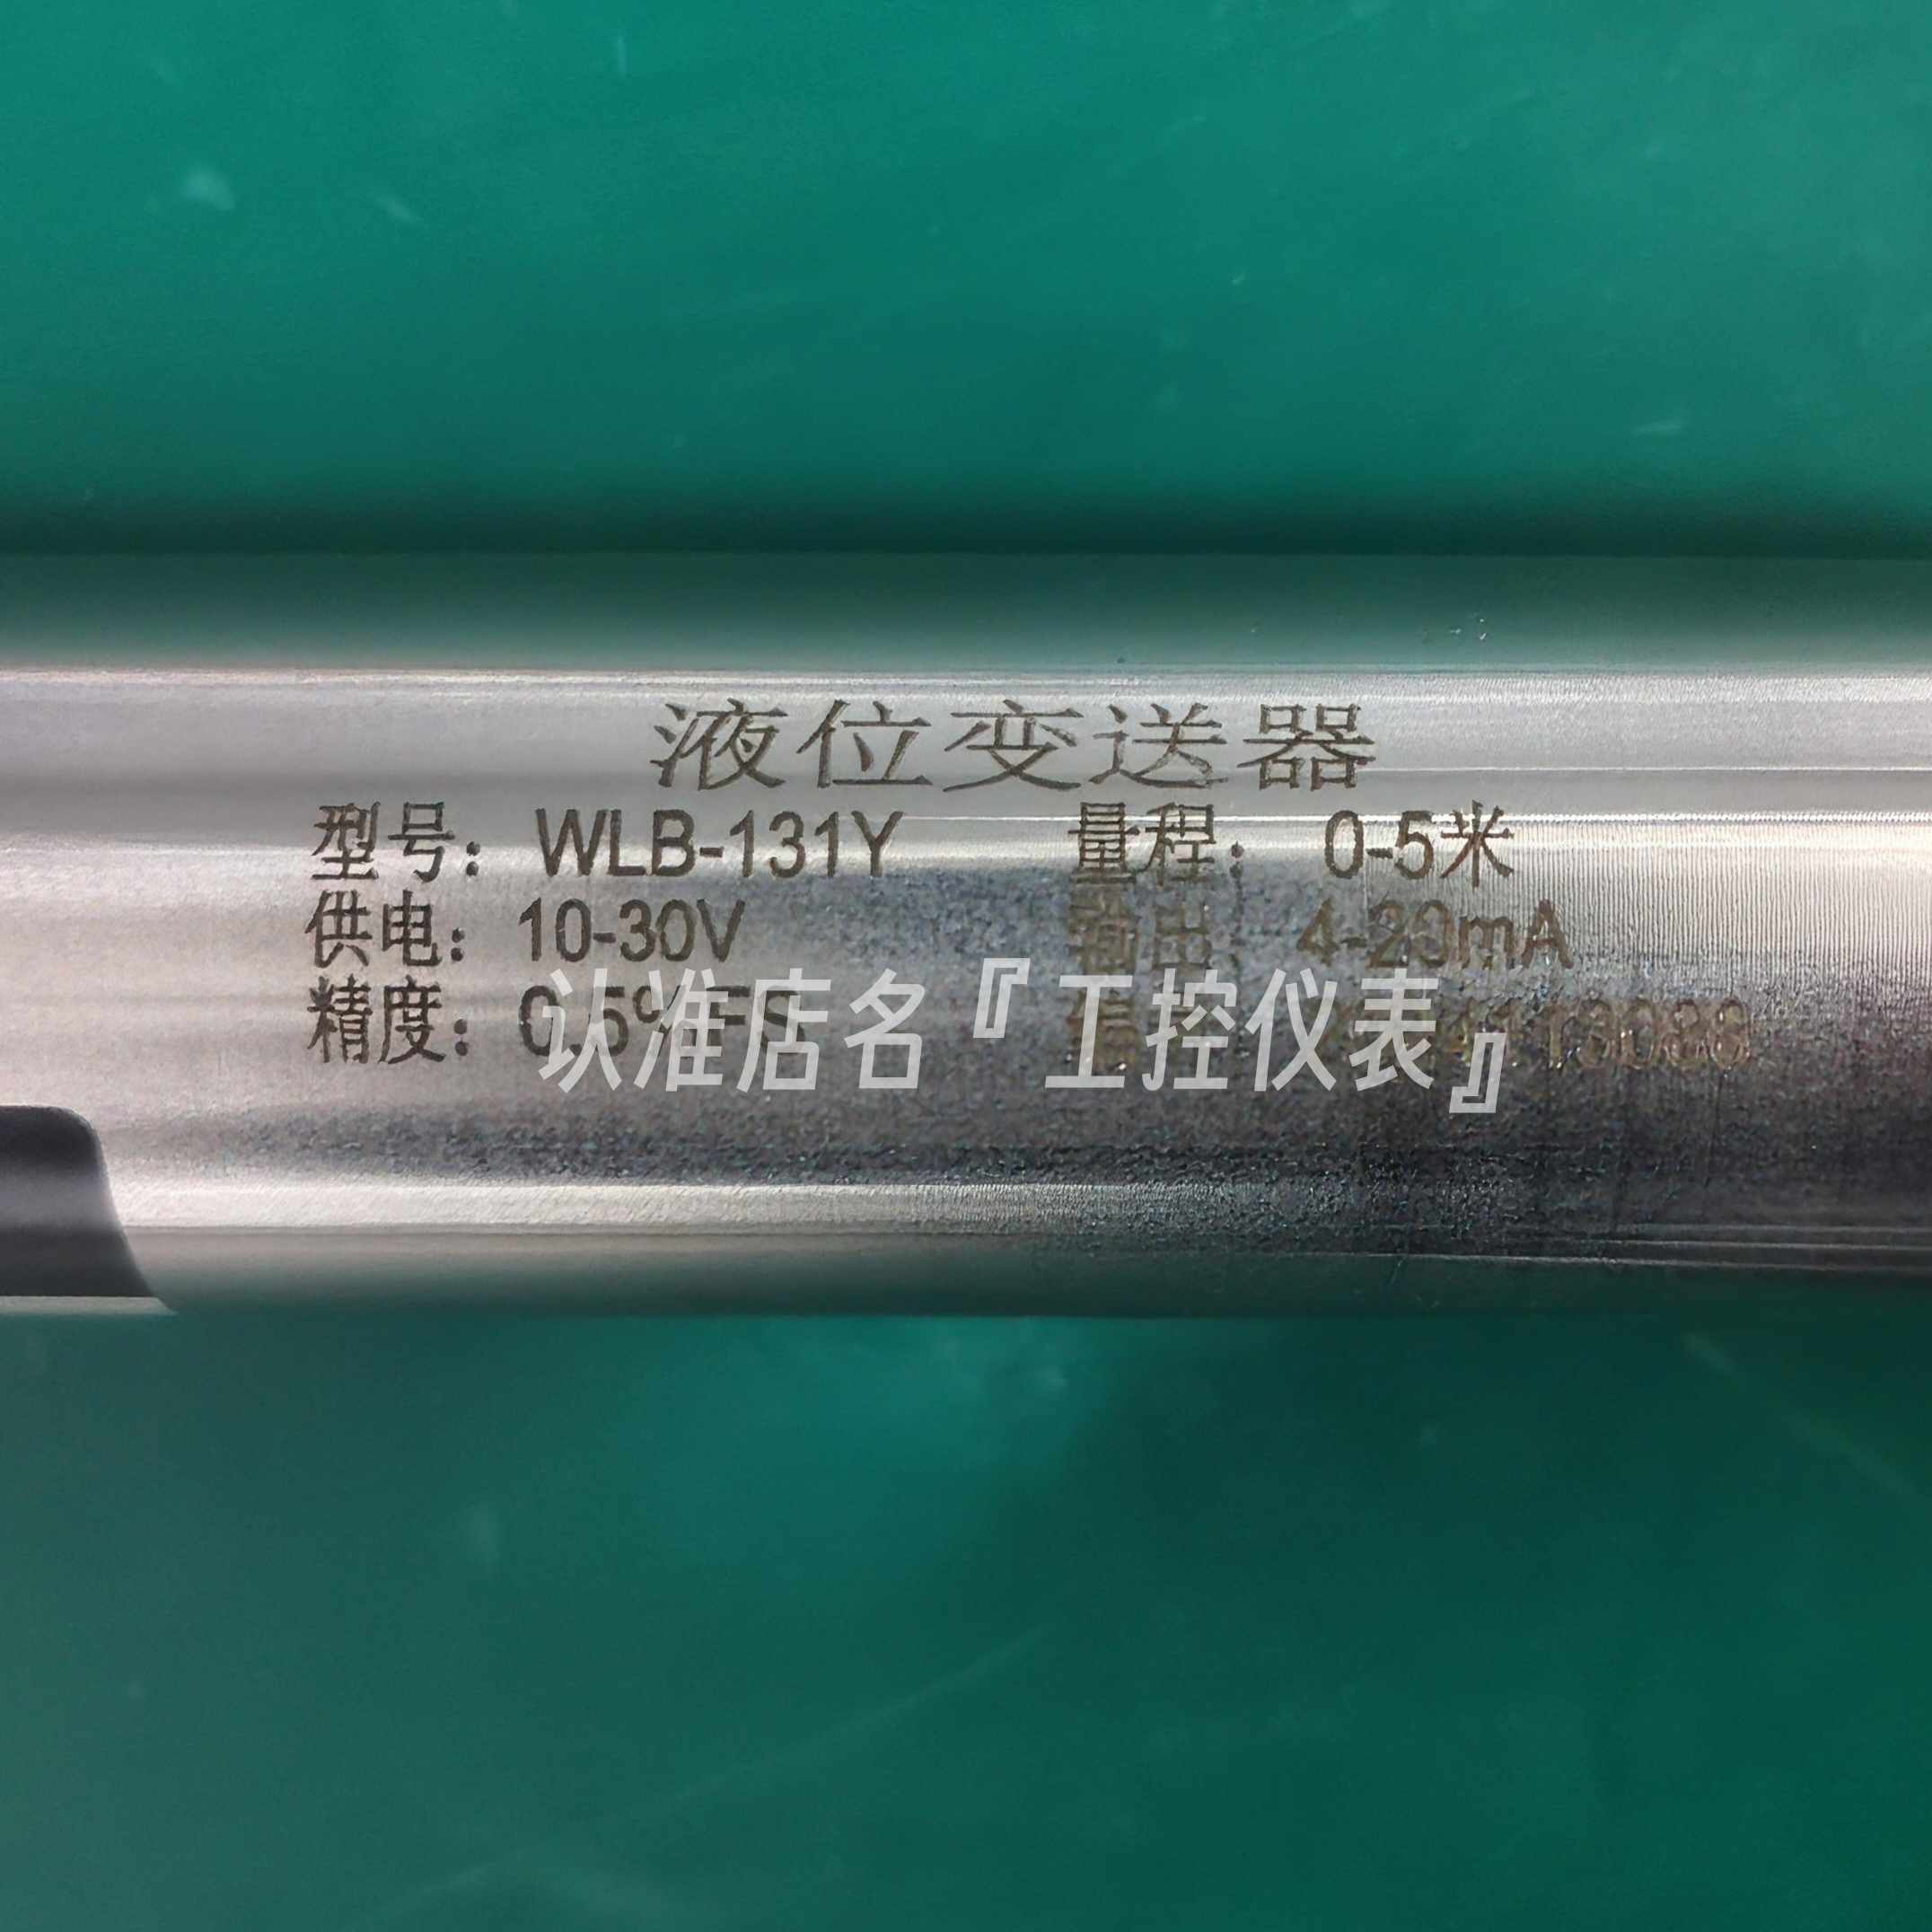 液位变送器
型号： WLB-131Y 量程： 0-5米
供电： 10-30V 输出： 4-20mA
精度： 0.5%FS
认准店名『工控仪表』